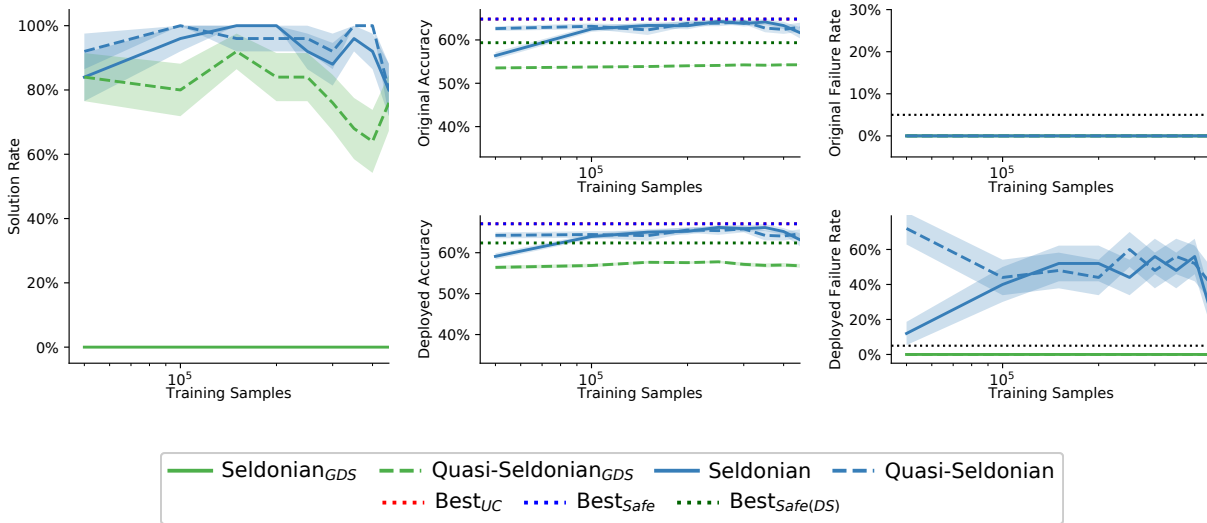 100%
80%
60%
40%
20%
0%
Solution Rate
10^5
Training Samples
60%
50%
40%
Original Accuracy
10^5
Training Samples
30%
20%
10%
0%
Original Failure Rate
10^5
Training Samples
60%
50%
40%
Deployed Accuracy
10^5
Training Samples
60%
40%
20%
0%
Deployed Failure Rate
10^5
Training Samples
Seldonian_GDS Quasi-Seldonian_GDS Seldonian Quasi-Seldonian
Best_UC Best_Safe Best_Safe(DS)